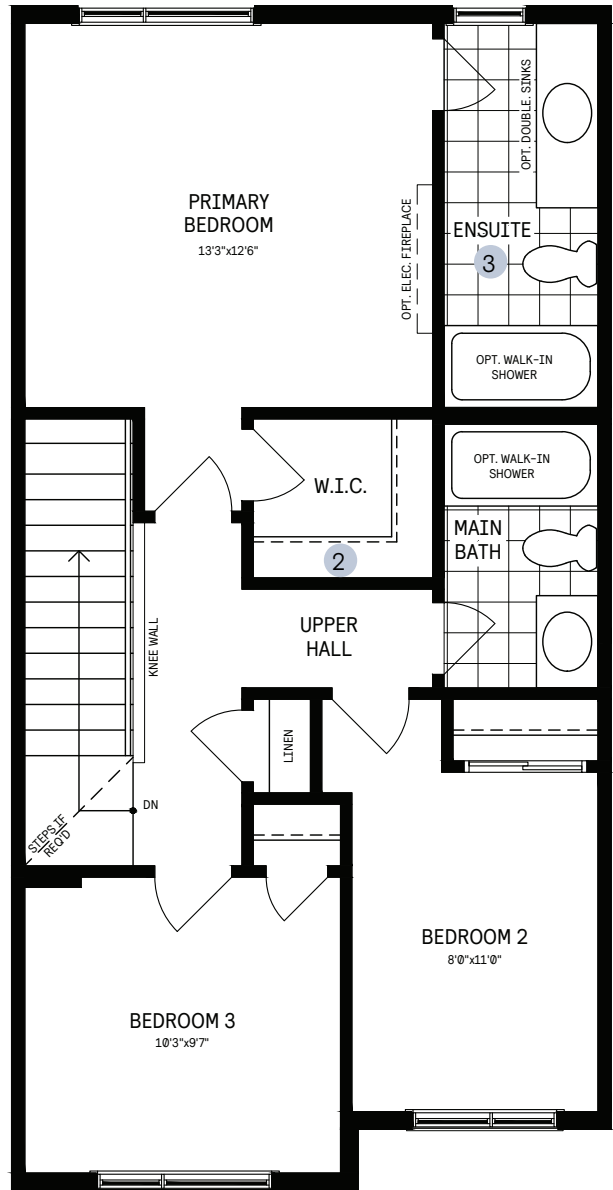 PRIMARY
BEDROOM
13'3"x12'6"
OPT. ELEC. FIREPLACE
OPT. DOUBLE. SINKS
ENSUITE
3
OPT. WALK-IN
SHOWER
W.I.C.
2
OPT. WALK-IN
SHOWER
MAIN
BATH
KNEE WALL
UPPER
HALL
LINEN
DN
STEPS IF
REQ'D
BEDROOM 2
8'0"x11'0"
BEDROOM 3
10'3"x9'7"